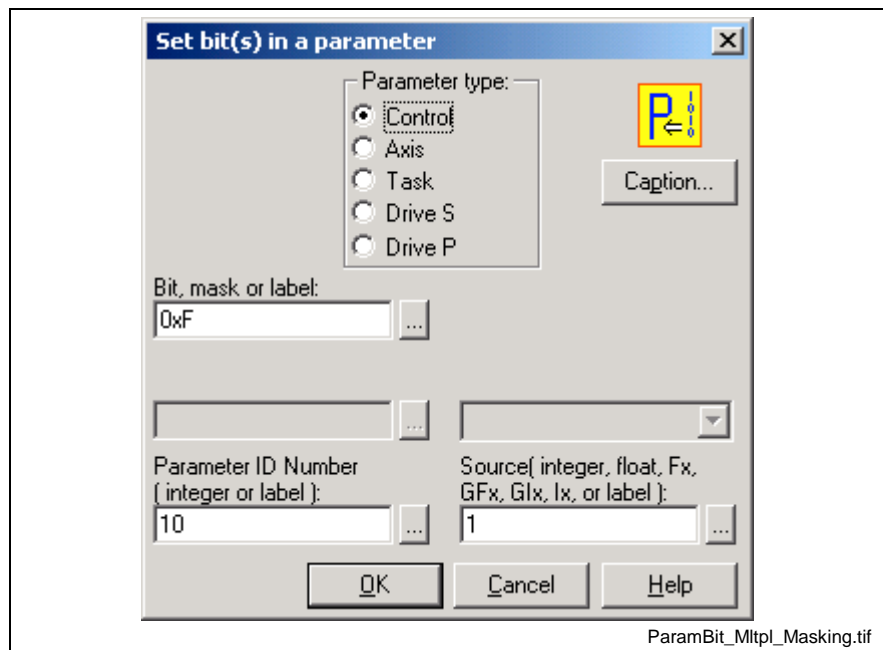 Set bit(s) in a parameter
Parameter type:
Control
Axis
Task
Drive S
Drive P
P
Caption...
Bit, mask or label:
0xF
...
...
Parameter ID Number
( integer or label ):
10
...
Source( integer, float, Fx,
GFx, GIx, Ix, or label ):
1
...
OK
Cancel
Help
ParamBit_Mltpl_Masking.tif